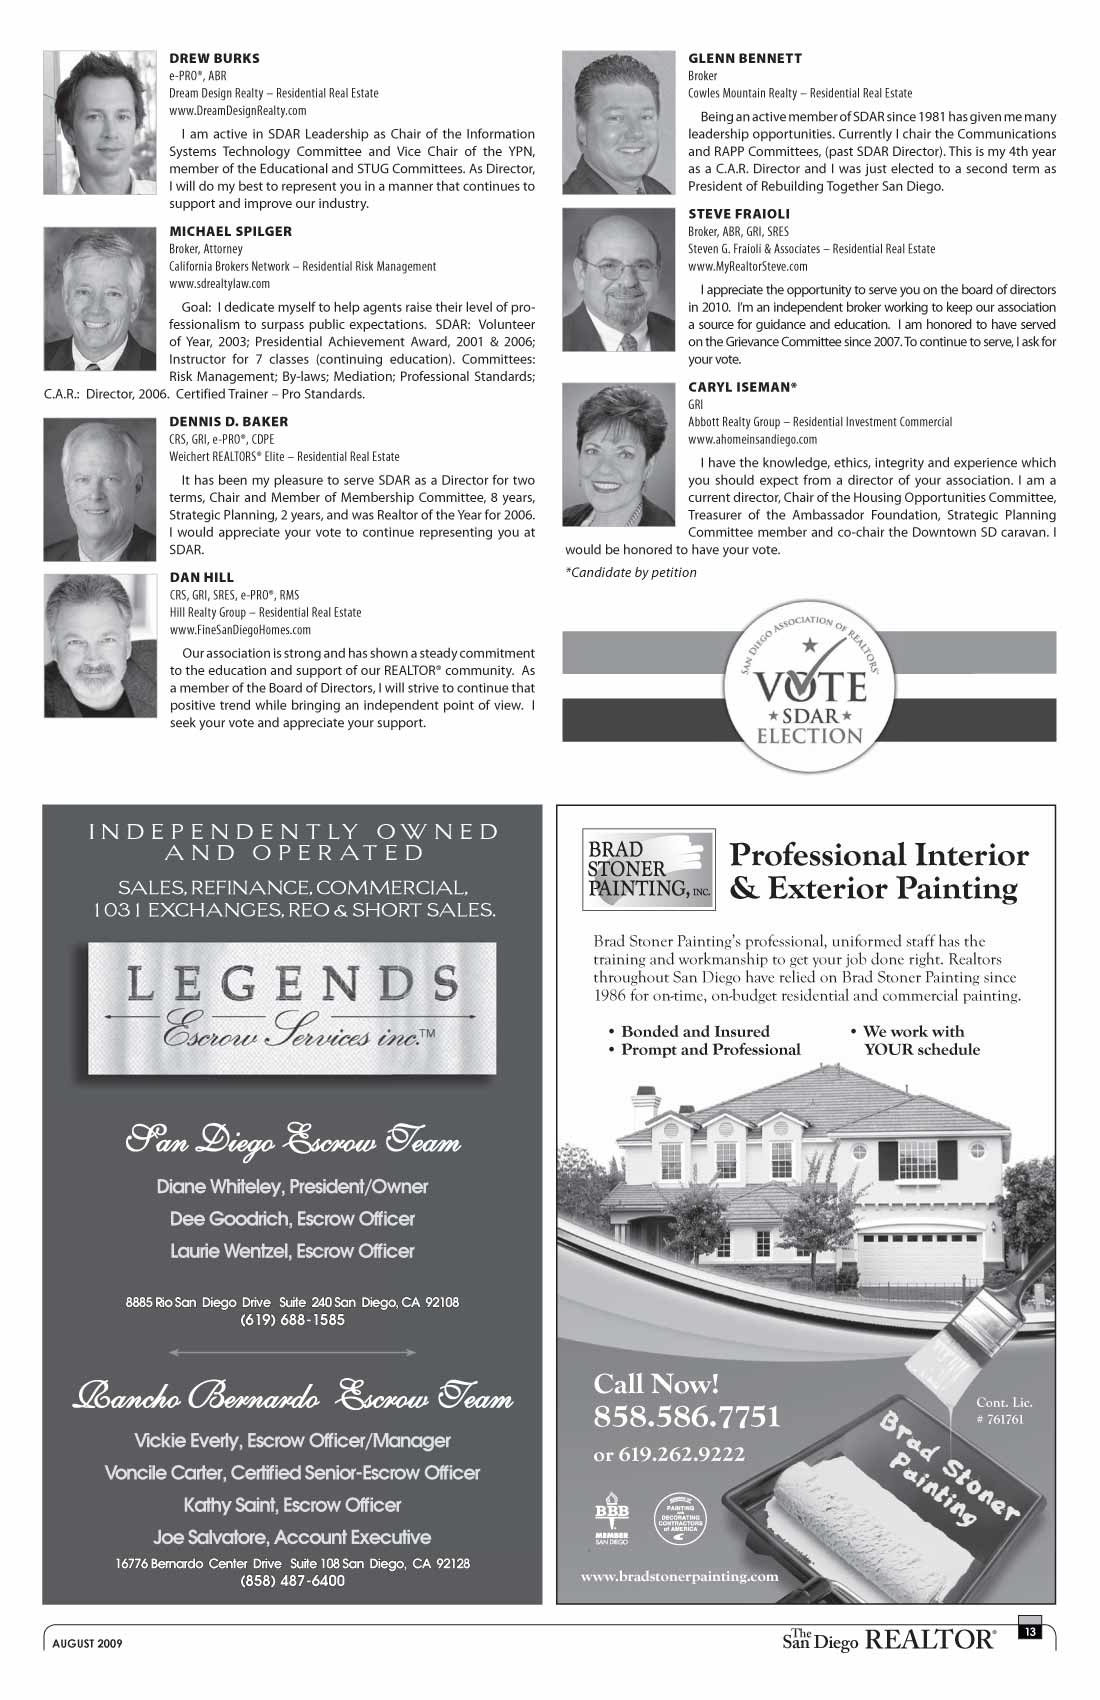 DREW BURKS
e-PRO®, ABR
Dream Design Realty – Residential Real Estate
www.DreamDesignRealty.com
I am active in SDAR Leadership as Chair of the Information
Systems Technology Committee and Vice Chair of the YPN,
member of the Educational and STUG Committees. As Director,
I will do my best to represent you in a manner that continues to
support and improve our industry.
MICHAEL SPILGER
Broker, Attorney
California Brokers Network – Residential Risk Management
www.sdrealtylaw.com
Goal: I dedicate myself to help agents raise their level of pro-
fessionalism to surpass public expectations. SDAR: Volunteer
of Year, 2003; Presidential Achievement Award, 2001 & 2006;
Instructor for 7 classes (continuing education). Committees:
Risk Management; By-laws; Mediation; Professional Standards;
C.A.R.: Director, 2006. Certified Trainer – Pro Standards.
DENNIS D. BAKER
CRS, GRI, e-PRO®, CDPE
Weichert REALTORS® Elite – Residential Real Estate
It has been my pleasure to serve SDAR as a Director for two
terms, Chair and Member of Membership Committee, 8 years,
Strategic Planning, 2 years, and was Realtor of the Year for 2006.
I would appreciate your vote to continue representing you at
SDAR.
DAN HILL
CRS, GRI, SRES, e-PRO®, RMS
Hill Realty Group – Residential Real Estate
www.FineSanDiegoHomes.com
Our association is strong and has shown a steady commitment
to the education and support of our REALTOR® community. As
a member of the Board of Directors, I will strive to continue that
positive trend while bringing an independent point of view. I
seek your vote and appreciate your support.
GLENN BENNETT
Broker
Cowles Mountain Realty – Residential Real Estate
Being an active member of SDAR since 1981 has given me many
leadership opportunities. Currently I chair the Communications
and RAPP Committees, (past SDAR Director). This is my 4th year
as a C.A.R. Director and I was just elected to a second term as
President of Rebuilding Together San Diego.
STEVE FRAIOLI
Broker, ABR, GRI, SRES
Steven G. Fraioli & Associates – Residential Real Estate
www.MyRealtorSteve.com
I appreciate the opportunity to serve you on the board of directors
in 2010. I'm an independent broker working to keep our association
a source for guidance and education. I am honored to have served
on the Grievance Committee since 2007. To continue to serve, I ask for
your vote.
CARYL ISEMAN*
GRI
Abbott Realty Group – Residential Investment Commercial
www.ahomeinsandiego.com
I have the knowledge, ethics, integrity and experience which
you should expect from a director of your association. I am a
current director, Chair of the Housing Opportunities Committee,
Treasurer of the Ambassador Foundation, Strategic Planning
Committee member and co-chair the Downtown SD caravan. I
would be honored to have your vote.
*Candidate by petition
SAN DIEGO ASSOCIATION OF REALTORS®
VOTE
SDAR
ELECTION
INDEPENDENTLY OWNED
AND OPERATED
SALES, REFINANCE, COMMERCIAL,
1031 EXCHANGES, REO & SHORT SALES.
LEGENDS
Escrow Services inc.™
San Diego Escrow Team
Diane Whiteley, President/Owner
Dee Goodrich, Escrow Officer
Laurie Wentzel, Escrow Officer
8885 Rio San Diego Drive Suite 240 San Diego, CA 92108
(619) 688-1585
Rancho Bernardo Escrow Team
Vickie Everly, Escrow Officer/Manager
Voncile Carter, Certified Senior-Escrow Officer
Kathy Saint, Escrow Officer
Joe Salvatore, Account Executive
16776 Bernardo Center Drive Suite 108 San Diego, CA 92128
(858) 487-6400
BRAD
STONER
PAINTING, INC.
Professional Interior
& Exterior Painting
Brad Stoner Painting's professional, uniformed staff has the
training and workmanship to get your job done right. Realtors
throughout San Diego have relied on Brad Stoner Painting since
1986 for on-time, on-budget residential and commercial painting.
• Bonded and Insured
• Prompt and Professional
• We work with
YOUR schedule
Call Now!
858.586.7751
or 619.262.9222
Cont. Lic.
# 761761
Brad Stoner
Painting
BBB
MEMBER
SAN DIEGO
PAINTING
DECORATING
CONTRACTORS
of AMERICA
www.bradstonerpainting.com
AUGUST 2009
The San Diego REALTOR®
13